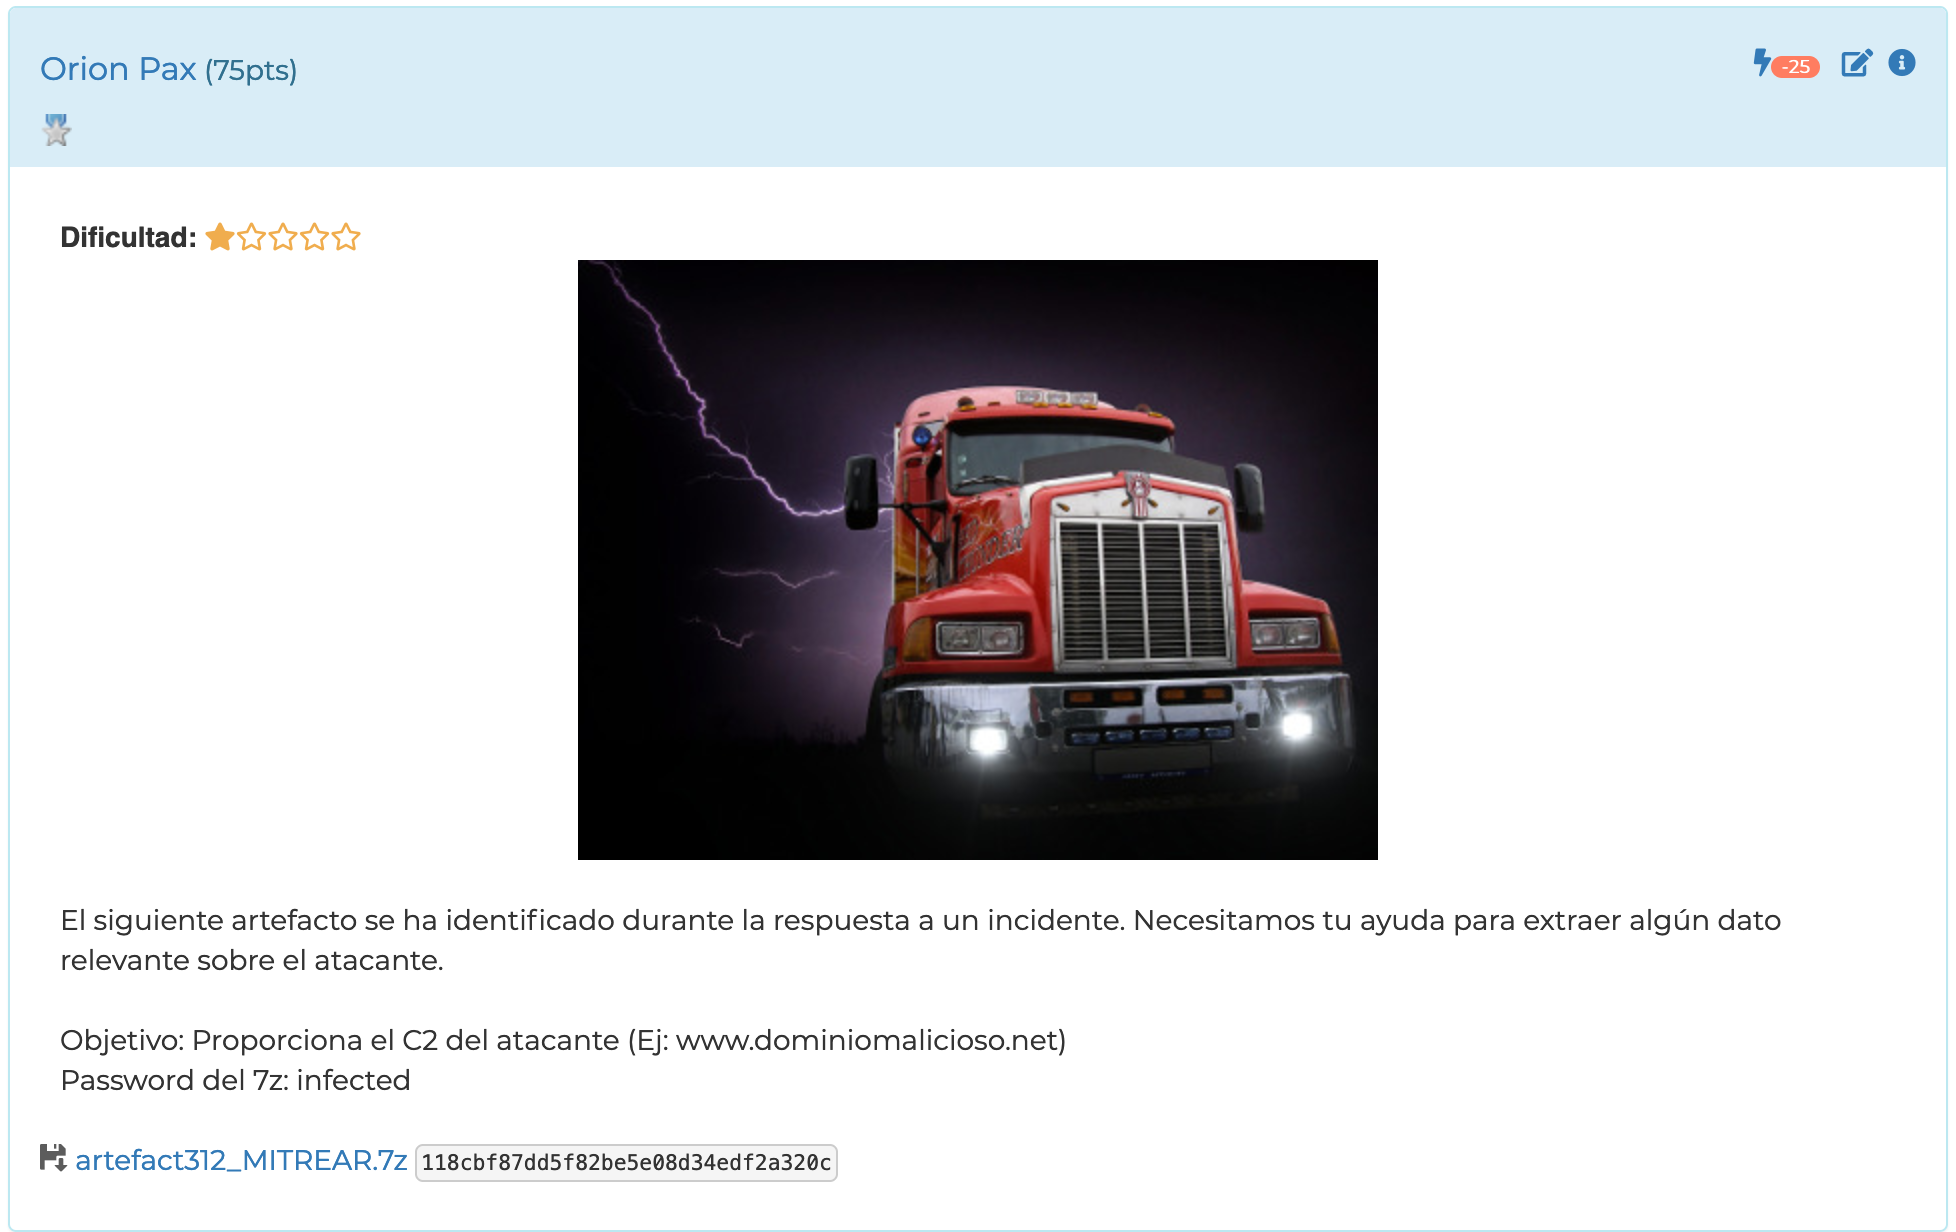 Orion Pax (75pts)
-25
Dificultad:
El siguiente artefacto se ha identificado durante la respuesta a un incidente. Necesitamos tu ayuda para extraer algún dato
relevante sobre el atacante.
Objetivo: Proporciona el C2 del atacante (Ej: www.dominiomalicioso.net)
Password del 7z: infected
artefact312_MITREAR.7z 118cbf87dd5f82be5e08d34edf2a320c